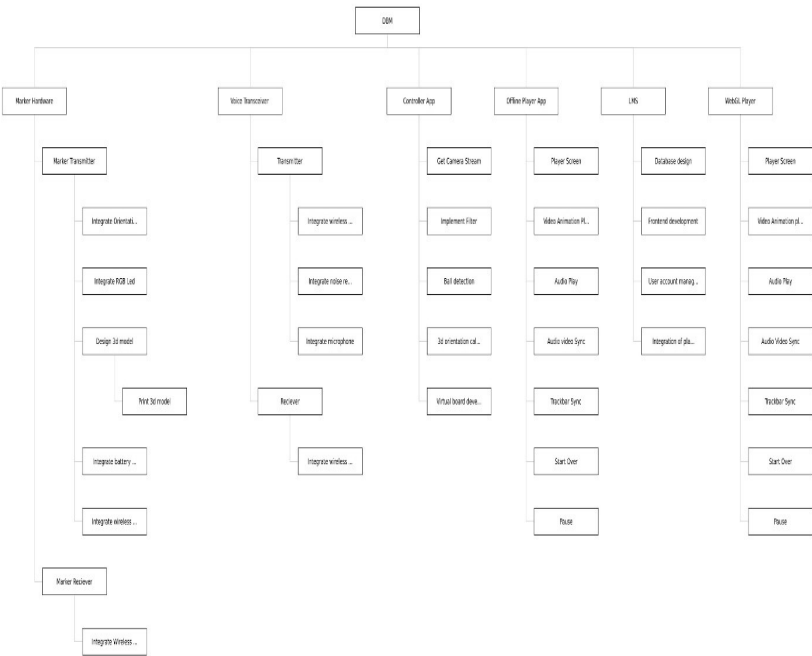 DBM
Marker Hardware
Voice Transceiver
Controller App
Offline Player App
LMS
WebGL Player
Marker Transmitter
Transmitter
Get Camera Stream
Player Screen
Database design
Player Screen
Integrate Orientati...
Integrate wireless ...
Implement Filter
Video Animation Pl...
Frontend development
Video Animation pl...
Integrate RGB Led
Integrate noise re...
Ball detection
Audio Play
User account manag...
Audio Play
Design 3d model
Integrate microphone
3d orientation cal...
Audio video Sync
Integration of plu...
Audio Video Sync
Print 3d model
Reciever
Virtual board deve...
Trackbar Sync
Trackbar Sync
Integrate battery ...
Integrate wireless ...
Start Over
Start Over
Integrate wireless ...
Pause
Pause
Marker Reciever
Integrate Wireless ...